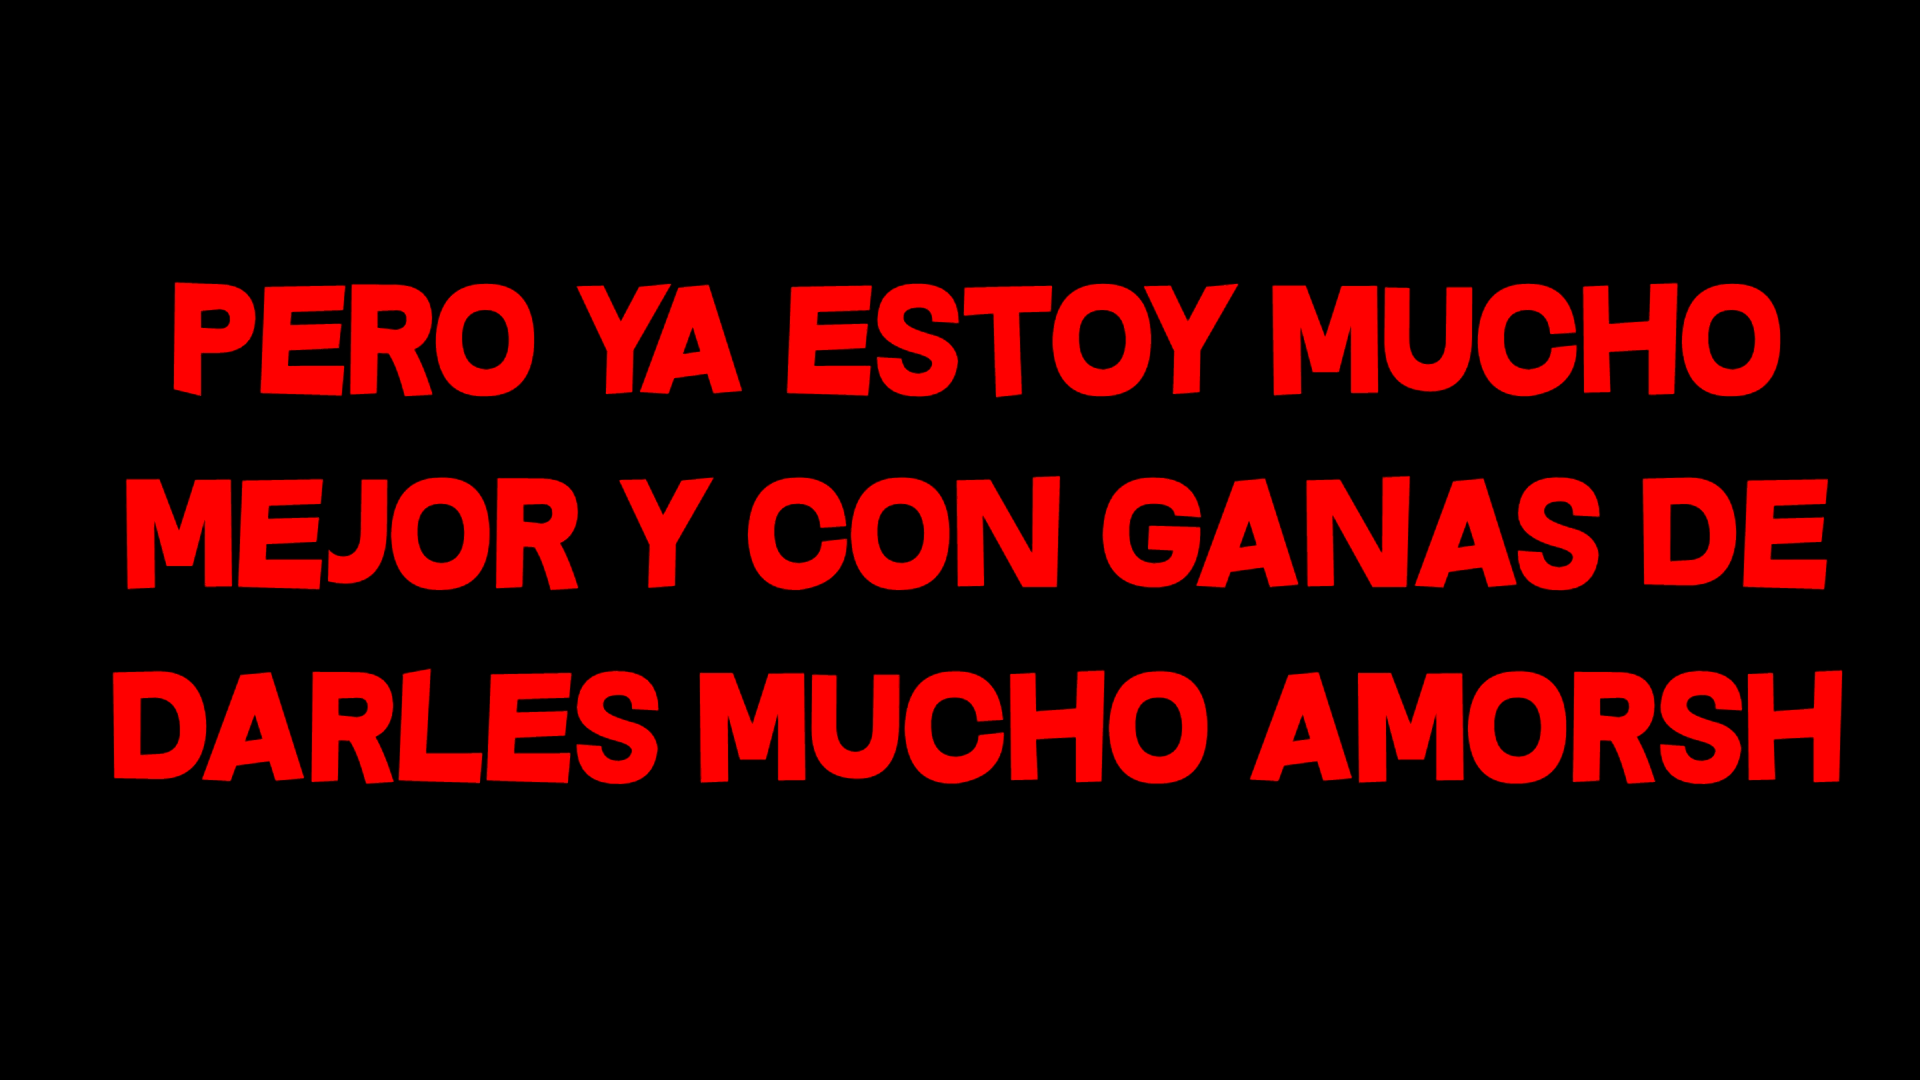 PERO YA ESTOY MUCHO
MEJOR Y CON GANAS DE
DARLES MUCHO AMORSH